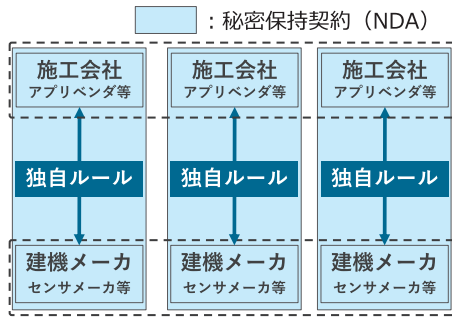 ：秘密保持契約（NDA）
施工会社 施工会社 施工会社
アプリベンダ等 アプリベンダ等 アプリベンダ等
独自ルール 独自ルール 独自ルール
建機メーカ 建機メーカ 建機メーカ
センサメーカ等 センサメーカ等 センサメーカ等